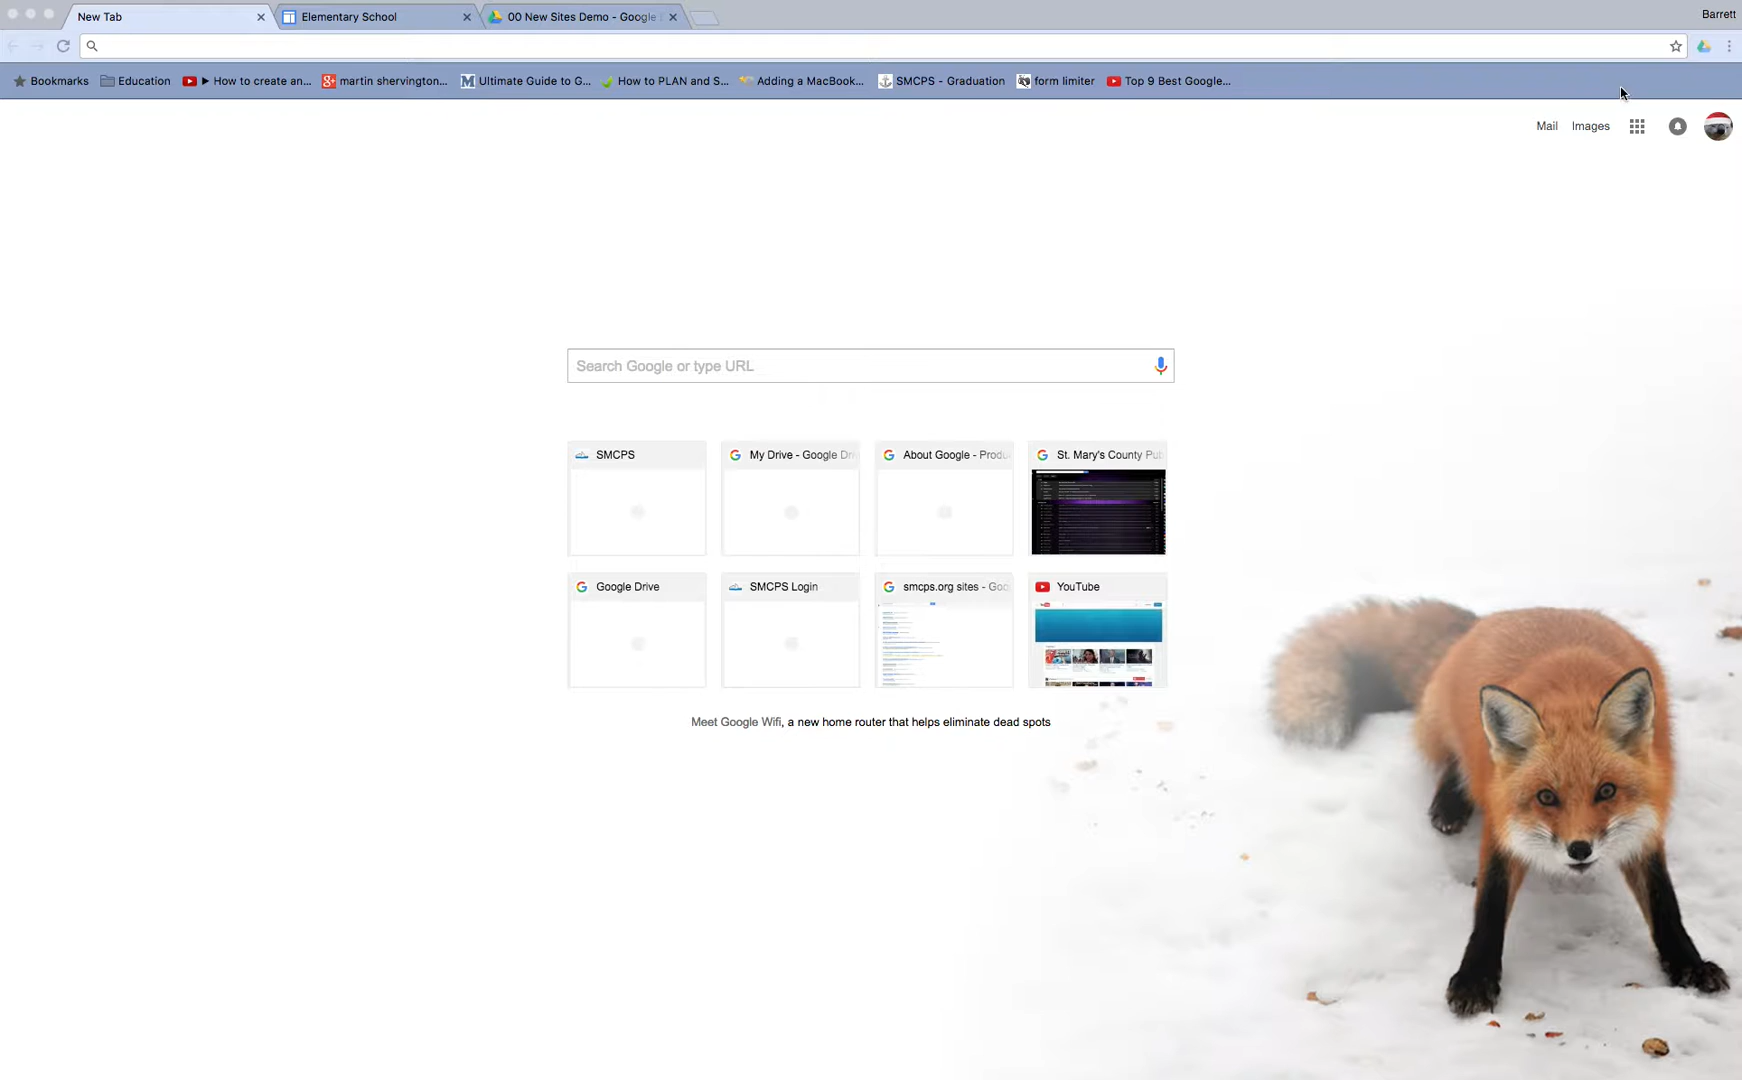 New Tab
Elementary School
00 New Sites Demo - Google
Barrett
Bookmarks
Education
How to create an...
martin shervington...
Ultimate Guide to G...
How to PLAN and S...
Adding a MacBook...
SMCPS - Graduation
form limiter
Top 9 Best Google...
Mail
Images
Search Google or type URL
SMCPS
My Drive - Google Dri
About Google - Produ
St. Mary's County Pub
Google Drive
SMCPS Login
smcps.org sites - Goo
YouTube
Meet Google Wifi, a new home router that helps eliminate dead spots